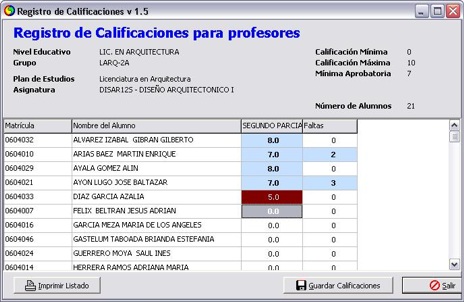 Registro de Calificaciones v 1.5
Registro de Calificaciones para profesores
Nivel Educativo LIC. EN ARQUITECTURA Calificación Mínima 0
Grupo LARQ-2A Calificación Máxima 10
Mínima Aprobatoria 7
Plan de Estudios Licenciatura en Arquitectura
Asignatura DISAR12S - DISEÑO ARQUITECTONICO I
Número de Alumnos 21
Matrícula Nombre del Alumno SEGUNDO PARCIA Faltas
0604032 ALVAREZ IZABAL GIBRAN GILBERTO 8.0 0
0604010 ARIAS BAEZ MARTIN ENRIQUE 7.0 2
0604029 AYALA GOMEZ ALIN 8.0 0
0604021 AYON LUGO JOSE BALTAZAR 7.0 3
0604033 DIAZ GARCIA AZALIA 5.0 0
0604007 FELIX BELTRAN JESUS ADRIAN 0.0 0
0604016 GARCIA MEZA MARIA DE LOS ANGELES 0.0 0
0604046 GASTELUM TABOADA BRIANDA ESTEFANIA 0.0 0
0604024 GUERRERO MOYA SAUL INES 0.0 0
0604014 HERRERA RAMOS ADRIANA MARIA 0.0 0
Imprimir Listado Guardar Calificaciones Salir